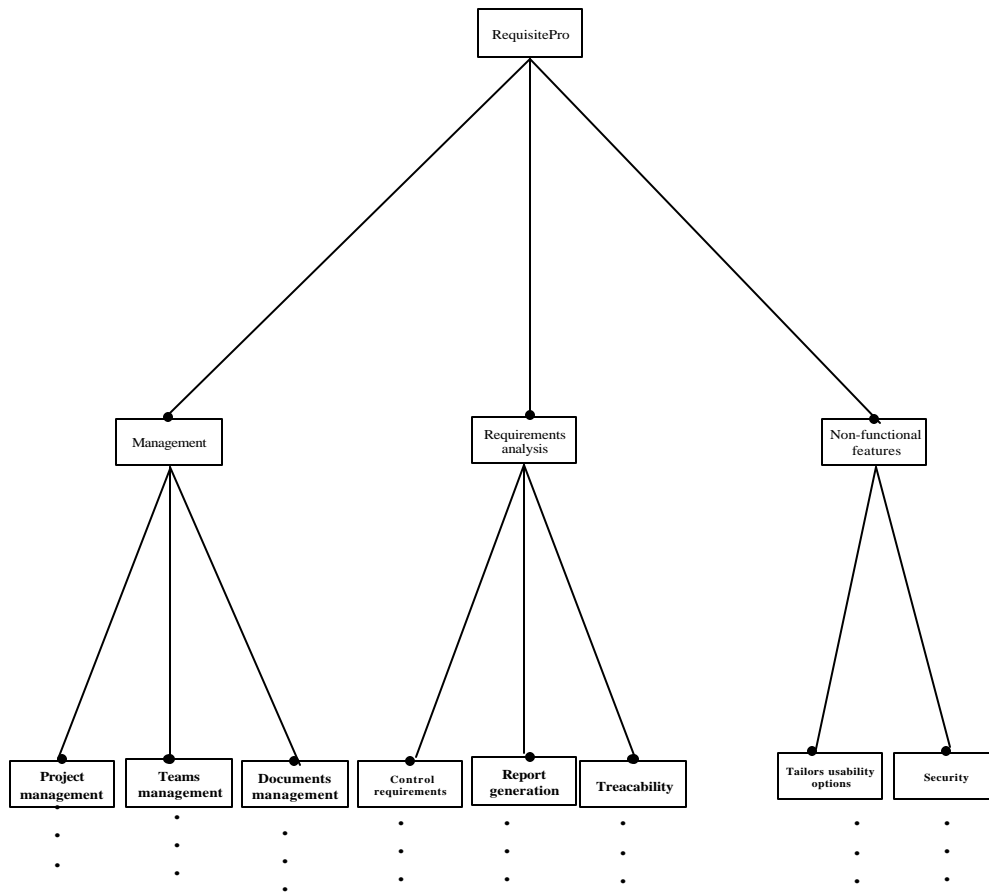 RequisitePro
Management
Requirements
analysis
Non-functional
features
Project
management
Teams
management
Documents
management
Control
requirements
Report
generation
Treacability
Tailors usability
options
Security